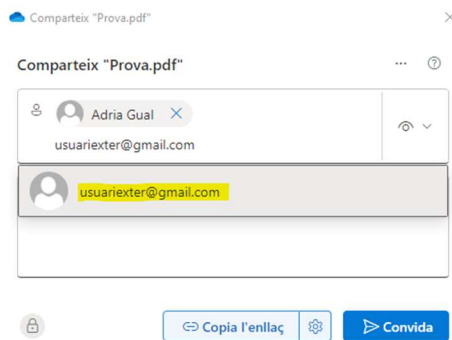 Comparteix "Prova.pdf"
Comparteix "Prova.pdf"
Adria Gual
usuariexter@gmail.com
usuariexter@gmail.com
Copia l'enllaç
Convida